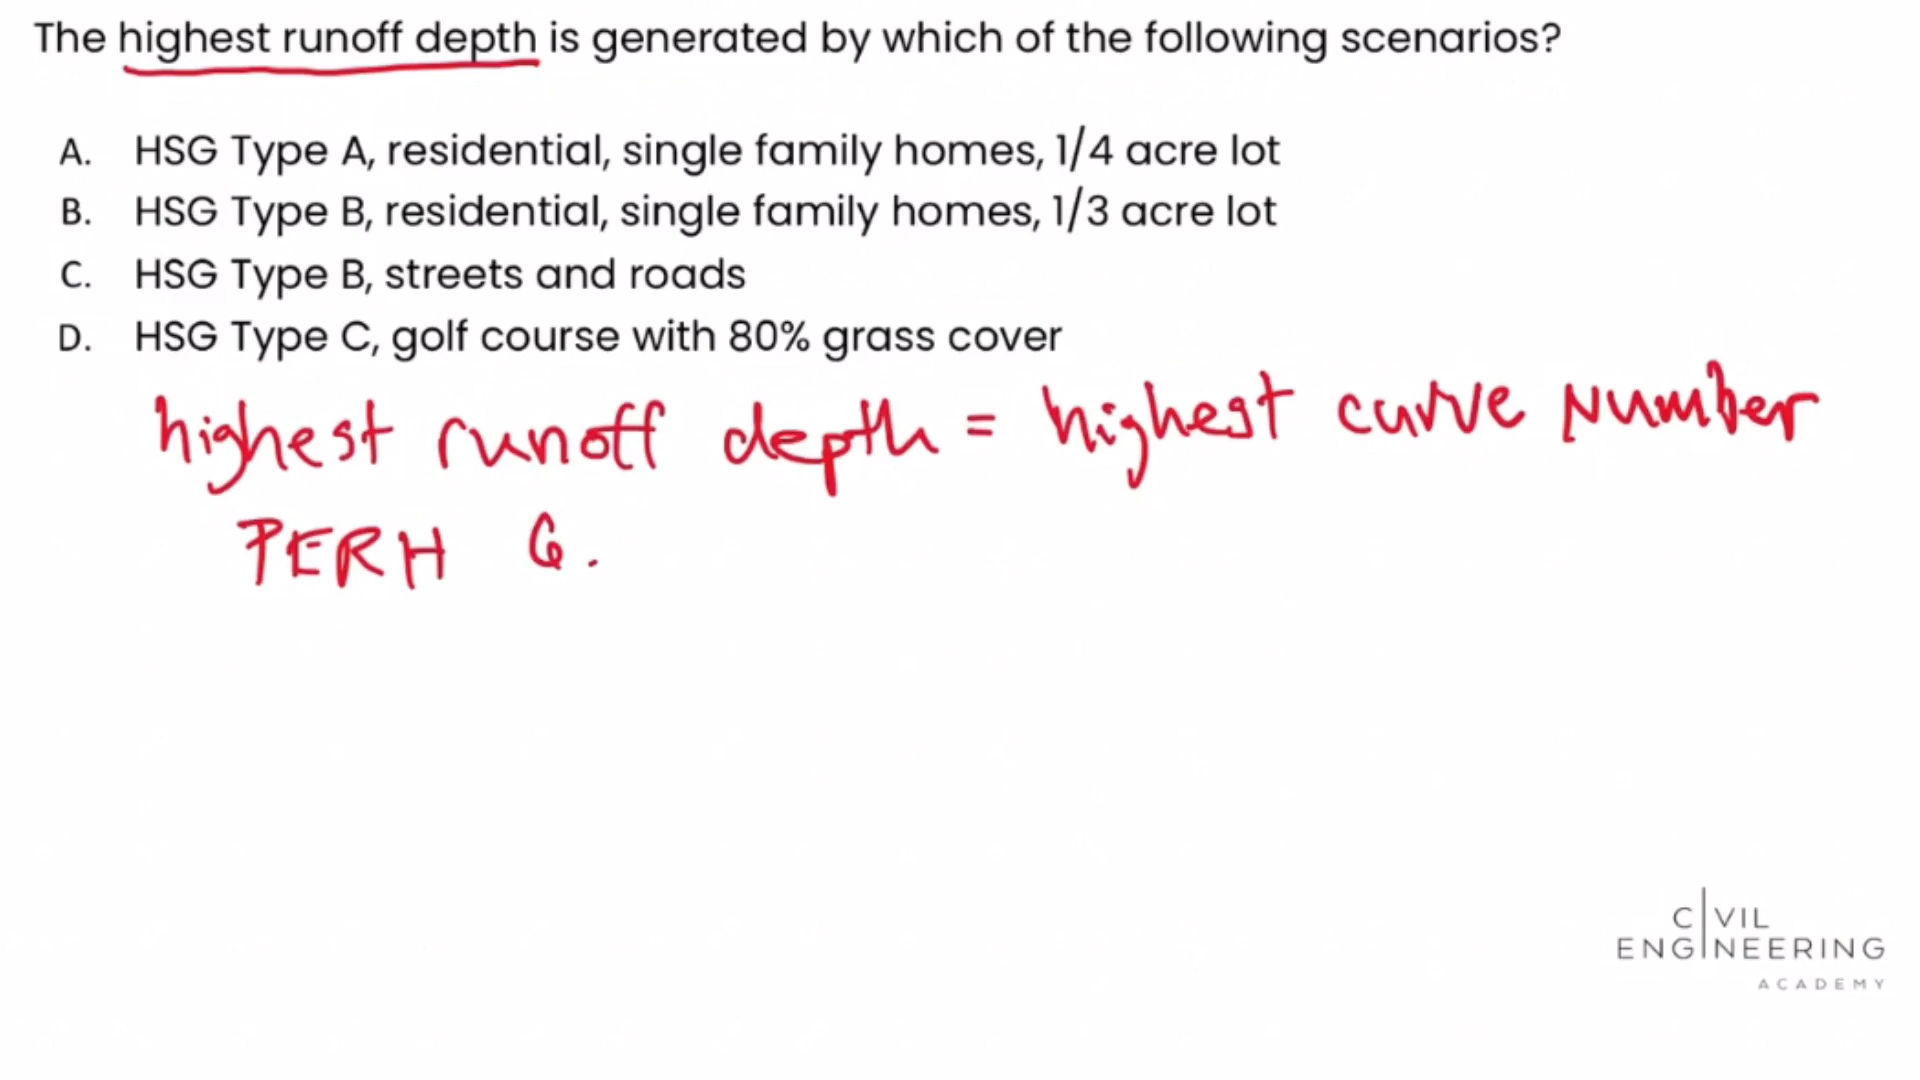 The highest runoff depth is generated by which of the following scenarios?
A. HSG Type A, residential, single family homes, 1/4 acre lot
B. HSG Type B, residential, single family homes, 1/3 acre lot
C. HSG Type B, streets and roads
D. HSG Type C, golf course with 80% grass cover
highest runoff depth = highest curve Number
PERH 6.
CIVIL
ENGINEERING
ACADEMY